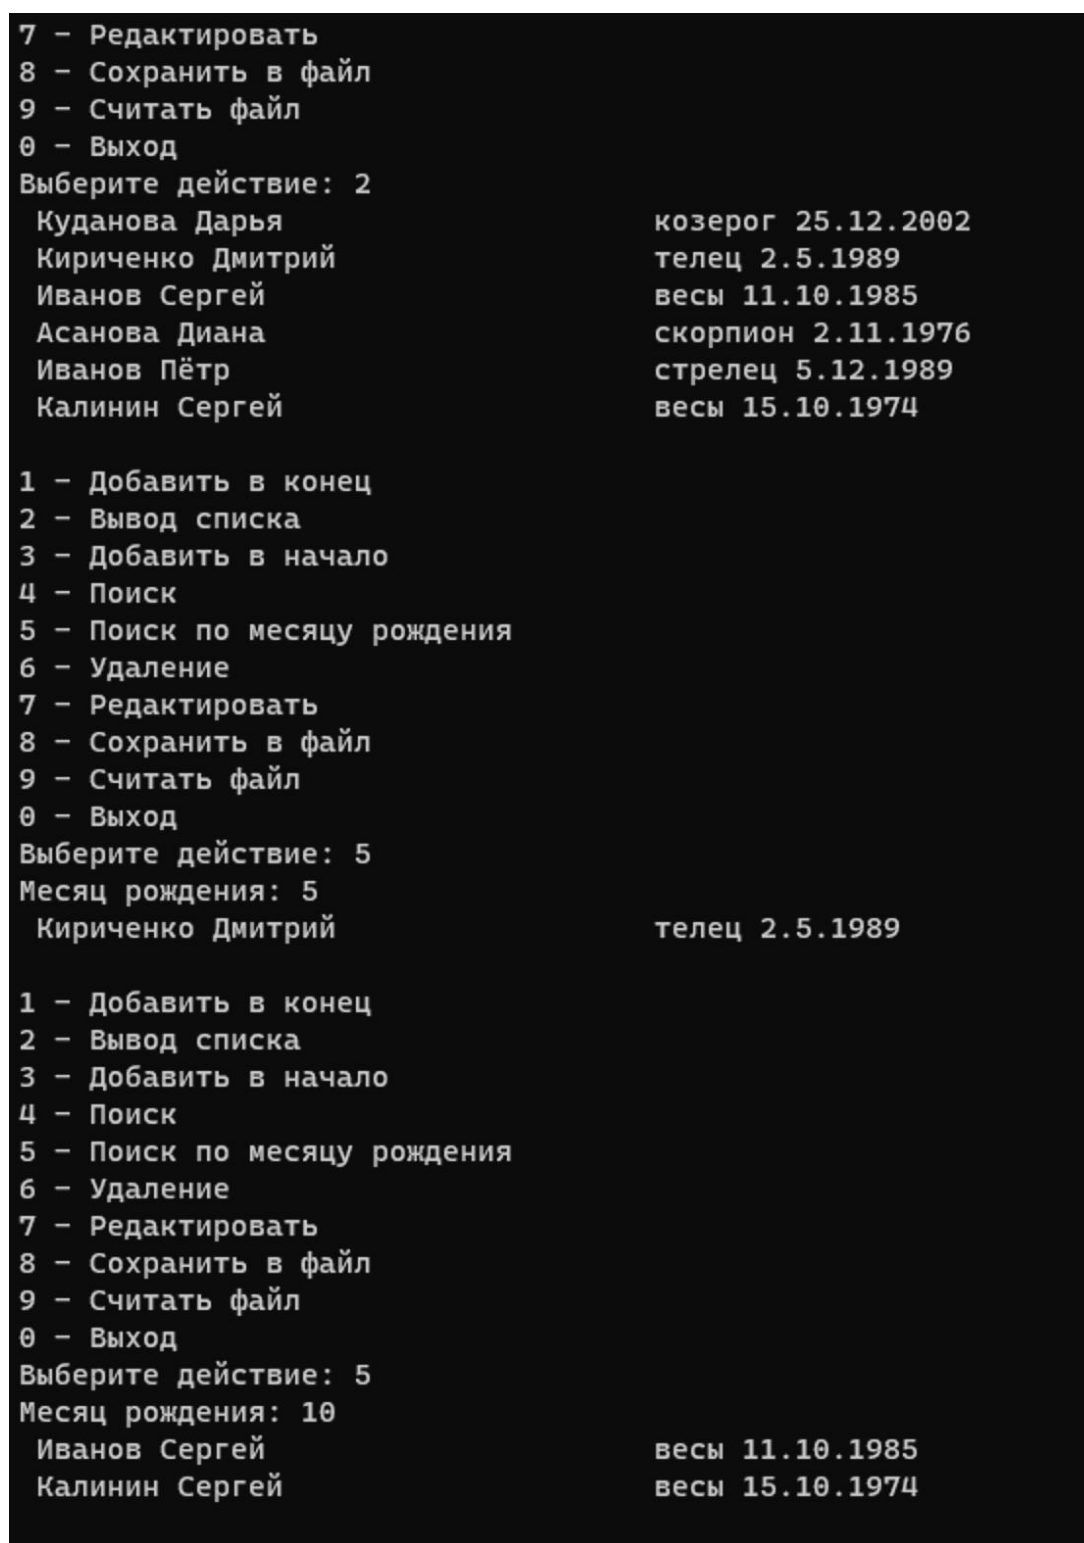 7 - Редактировать
8 - Сохранить в файл
9 - Считать файл
0 - Выход
Выберите действие: 2
Куданова Дарья козерог 25.12.2002
Кириченко Дмитрий телец 2.5.1989
Иванов Сергей весы 11.10.1985
Асанова Диана скорпион 2.11.1976
Иванов Пётр стрелец 5.12.1989
Калинин Сергей весы 15.10.1974
1 - Добавить в конец
2 - Вывод списка
3 - Добавить в начало
4 - Поиск
5 - Поиск по месяцу рождения
6 - Удаление
7 - Редактировать
8 - Сохранить в файл
9 - Считать файл
0 - Выход
Выберите действие: 5
Месяц рождения: 5
Кириченко Дмитрий телец 2.5.1989
1 - Добавить в конец
2 - Вывод списка
3 - Добавить в начало
4 - Поиск
5 - Поиск по месяцу рождения
6 - Удаление
7 - Редактировать
8 - Сохранить в файл
9 - Считать файл
0 - Выход
Выберите действие: 5
Месяц рождения: 10
Иванов Сергей весы 11.10.1985
Калинин Сергей весы 15.10.1974